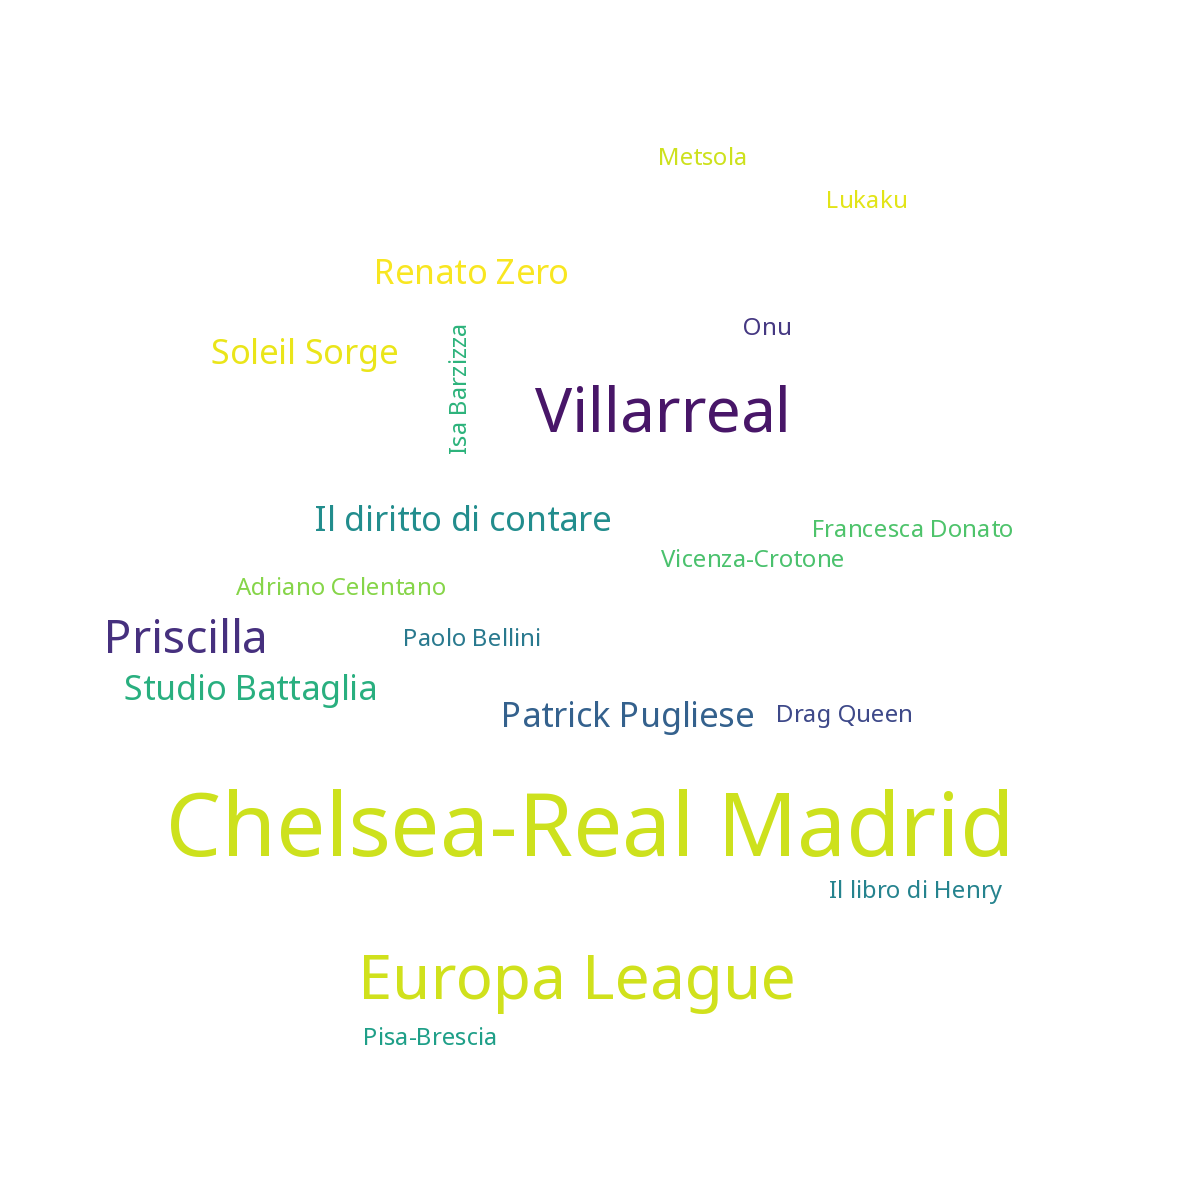 Metsola
Lukaku
Renato Zero
Onu
Soleil Sorge
Isa Barzizza
Villarreal
Il diritto di contare
Francesca Donato
Vicenza-Crotone
Adriano Celentano
Priscilla
Paolo Bellini
Studio Battaglia
Patrick Pugliese
Drag Queen
Chelsea-Real Madrid
Il libro di Henry
Europa League
Pisa-Brescia